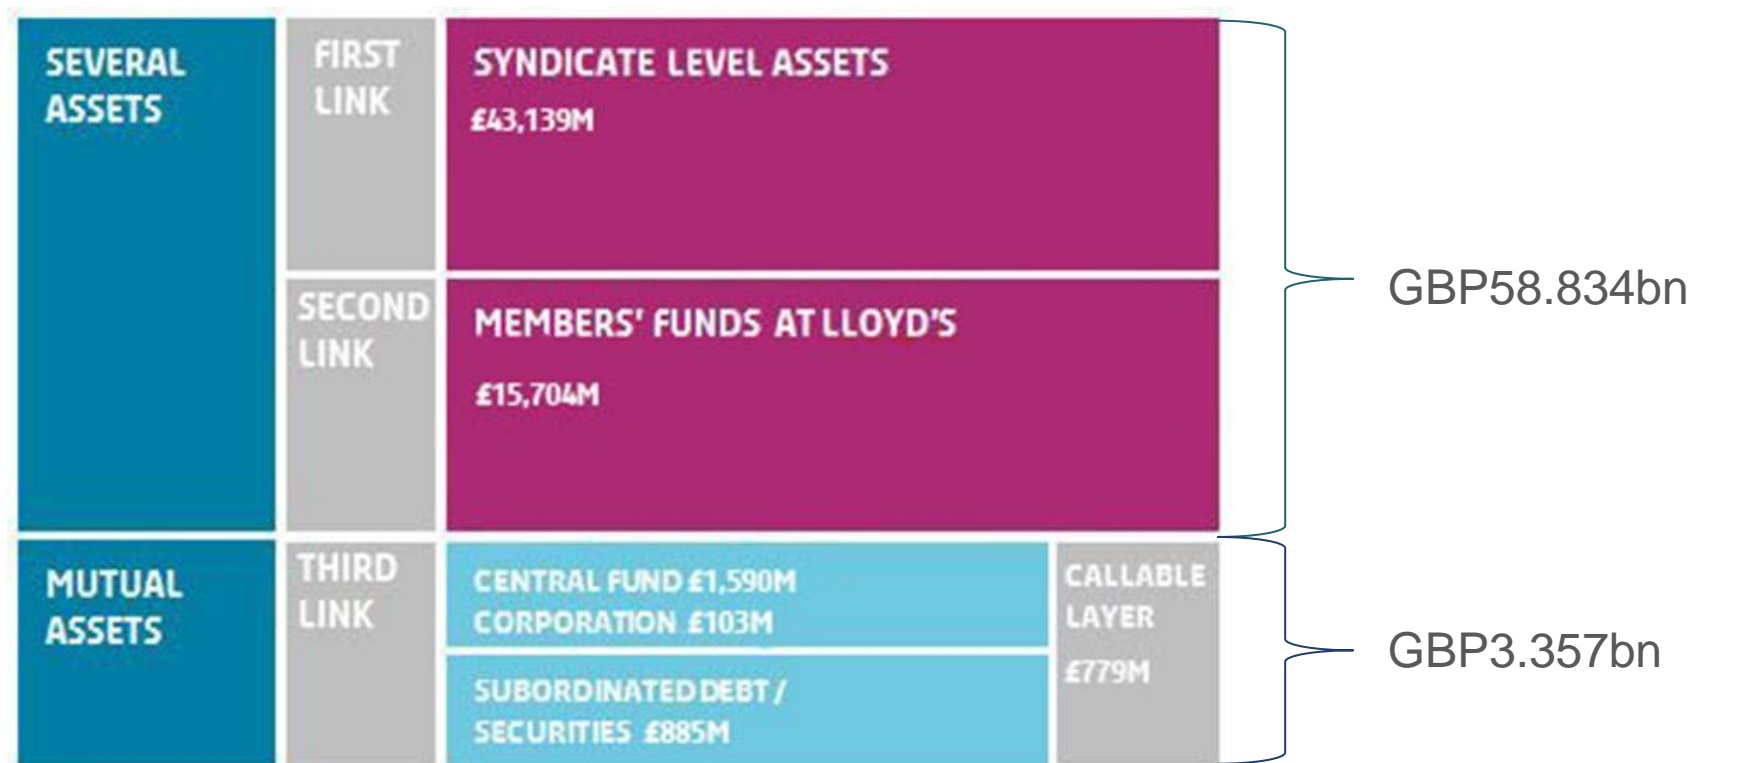 SEVERAL
ASSETS
FIRST
LINK
SYNDICATE LEVEL ASSETS
£43,139M
SECOND
LINK
MEMBERS' FUNDS AT LLOYD'S
£15,704M
GBP58.834bn
MUTUAL
ASSETS
THIRD
LINK
CENTRAL FUND £1,590M
CORPORATION £103M
SUBORDINATED DEBT /
SECURITIES £885M
CALLABLE
LAYER
£779M
GBP3.357bn